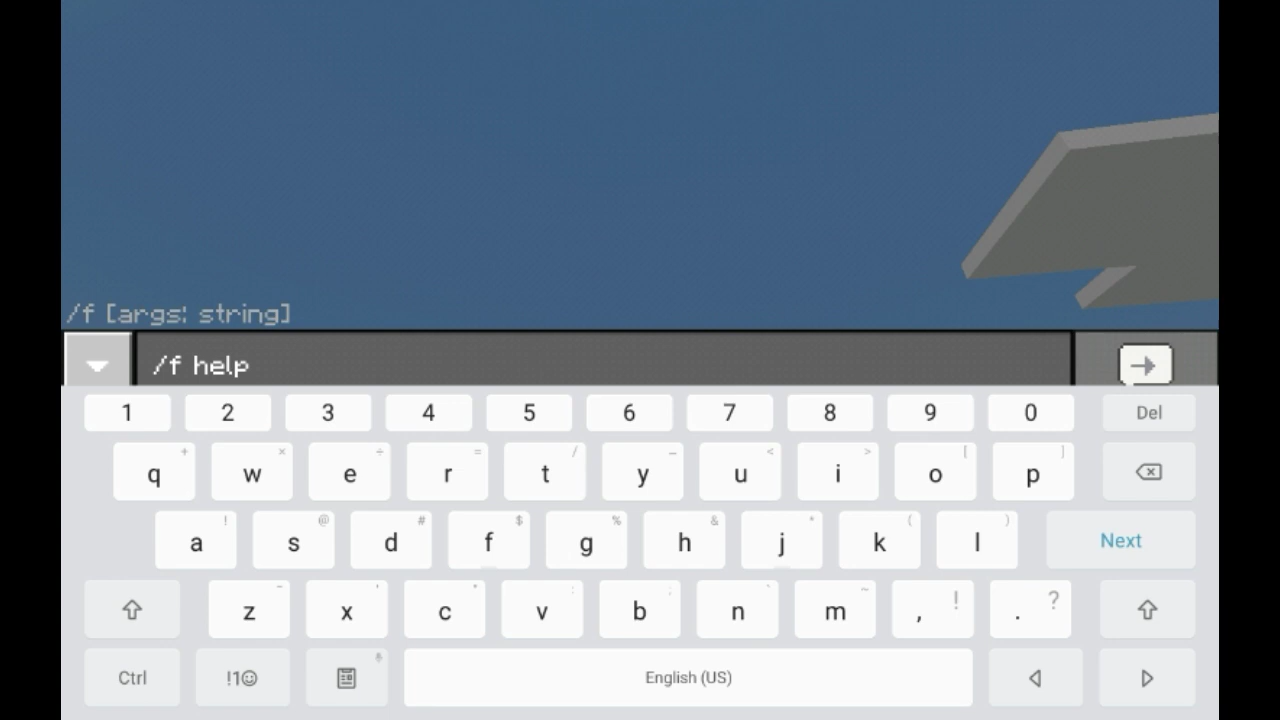 /f [args: string]
/f help
1 2 3 4 5 6 7 8 9 0 Del
+ × ÷ = / _ < > [ ]
q w e r t y u i o p
! @ # $ % & * ( )
a s d f g h j k l Next
- ' " : ; ` ~ ! ?
z x c v b n m , .
Ctrl !1☺ English (US)